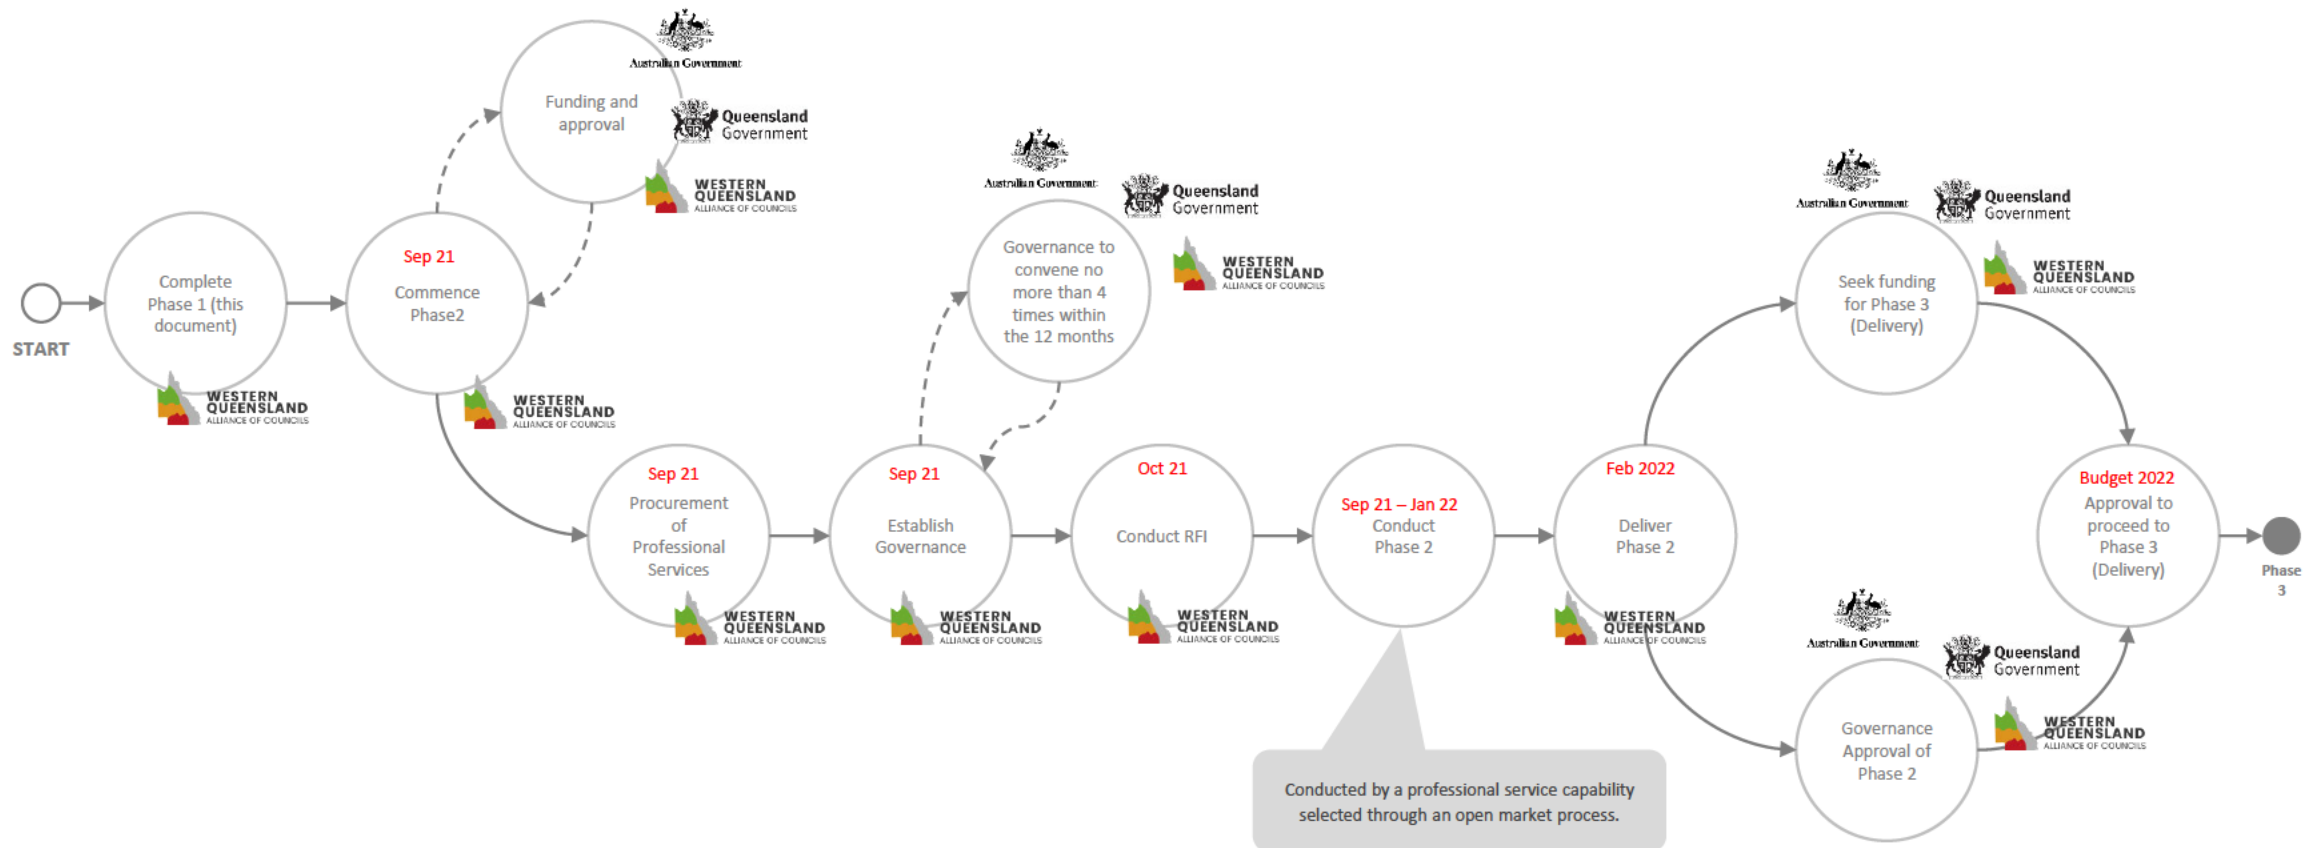 START
Complete
Phase 1 (this
document)
WESTERN
QUEENSLAND
ALLIANCE OF COUNCILS
Sep 21
Commence
Phase2
WESTERN
QUEENSLAND
ALLIANCE OF COUNCILS
Funding and
approval
Australian Government
Queensland
Government
WESTERN
QUEENSLAND
ALLIANCE OF COUNCILS
Sep 21
Procurement
of
Professional
Services
WESTERN
QUEENSLAND
ALLIANCE OF COUNCILS
Sep 21
Establish
Governance
WESTERN
QUEENSLAND
ALLIANCE OF COUNCILS
Governance to
convene no
more than 4
times within
the 12 months
Australian Government
Queensland
Government
WESTERN
QUEENSLAND
ALLIANCE OF COUNCILS
Oct 21
Conduct RFI
WESTERN
QUEENSLAND
ALLIANCE OF COUNCILS
Sep 21 – Jan 22
Conduct
Phase 2
Conducted by a professional service capability
selected through an open market process.
Feb 2022
Deliver
Phase 2
WESTERN
QUEENSLAND
ALLIANCE OF COUNCILS
Seek funding
for Phase 3
(Delivery)
Australian Government
Queensland
Government
WESTERN
QUEENSLAND
ALLIANCE OF COUNCILS
Governance
Approval of
Phase 2
Australian Government
Queensland
Government
WESTERN
QUEENSLAND
ALLIANCE OF COUNCILS
Budget 2022
Approval to
proceed to
Phase 3
(Delivery)
Phase
3